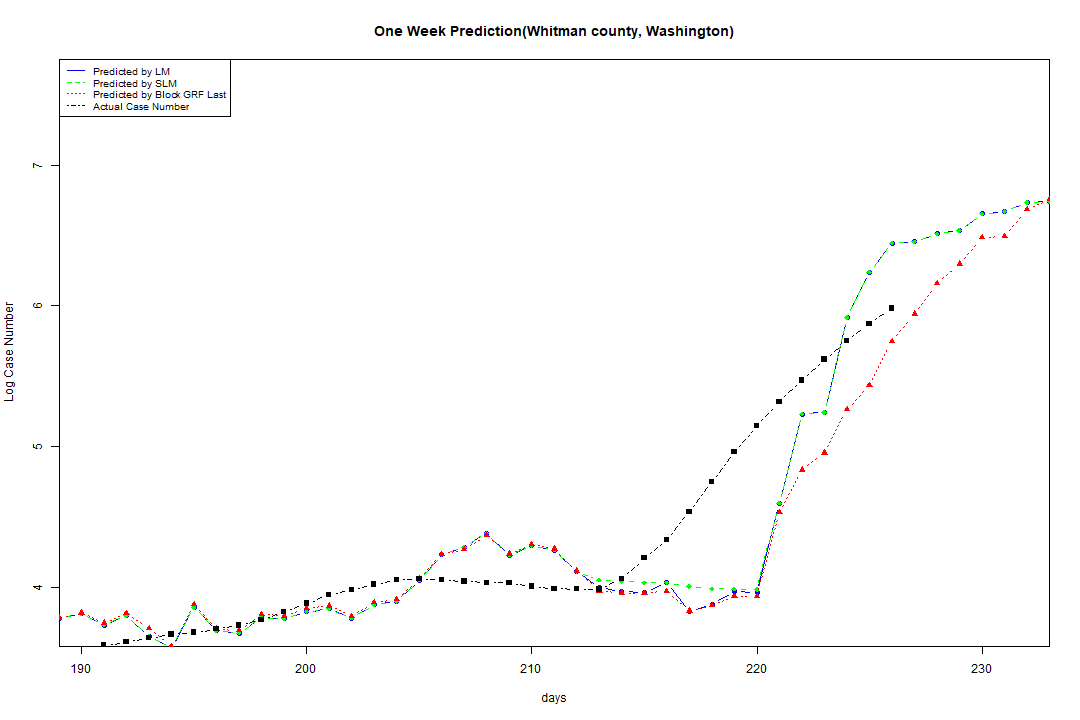 One Week Prediction(Whitman county, Washington)
Predicted by LM
Predicted by SLM
Predicted by Block GRF Last
Actual Case Number
7
6
5
4
Log Case Number
190 200 210 220 230
days